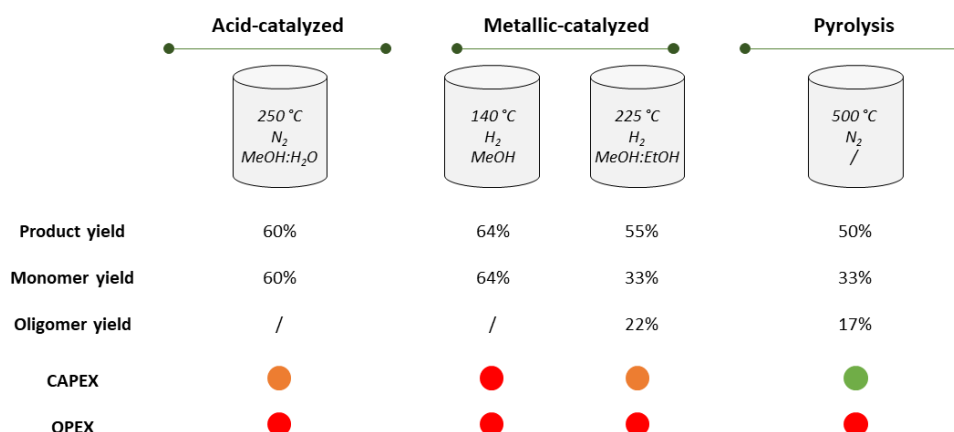 Acid-catalyzed Metallic-catalyzed Pyrolysis
250 °C 140 °C 225 °C 500 °C
N2 H2 H2 N2
MeOH:H2O MeOH MeOH:EtOH /
Product yield 60% 64% 55% 50%
Monomer yield 60% 64% 33% 33%
Oligomer yield / / 22% 17%
CAPEX
OPEX